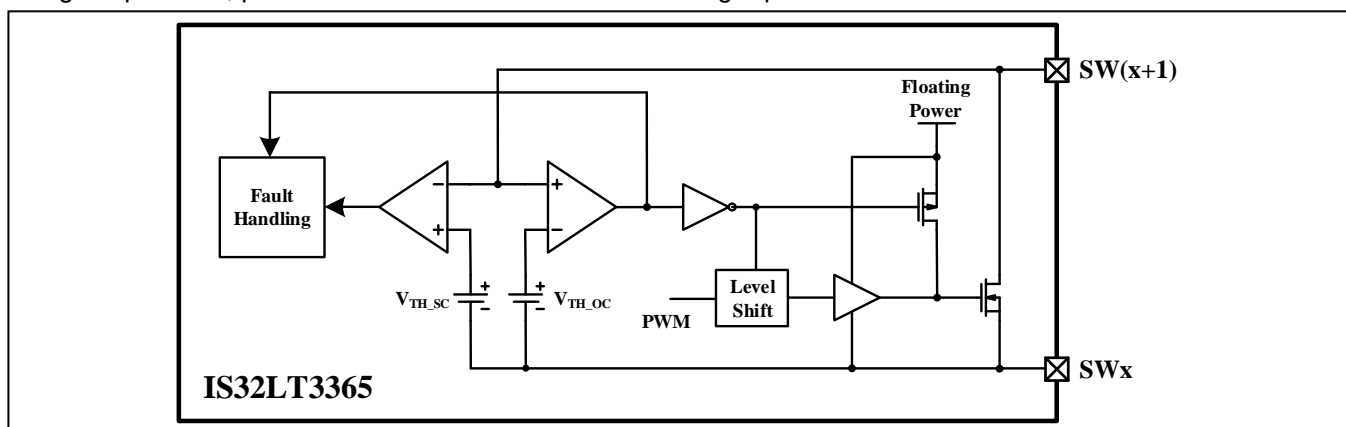 SW(x+1)
Floating
Power
Fault
Handling
−
+
+
−
+
−
+
−
V_TH_SC
V_TH_OC
Level
Shift
PWM
SWx
IS32LT3365